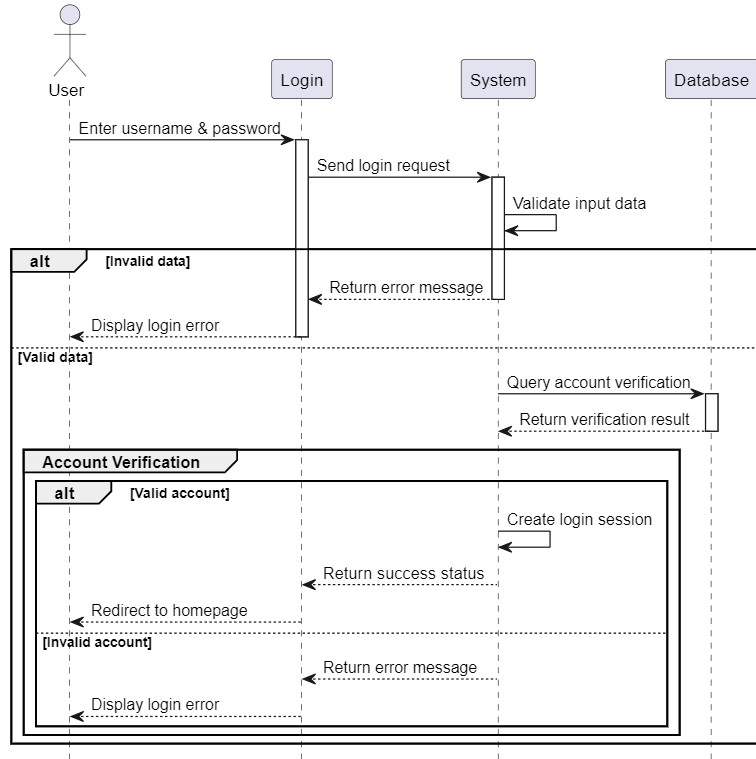 User
Login
System
Database
Enter username & password
Send login request
Validate input data
alt
[Invalid data]
Return error message
Display login error
[Valid data]
Query account verification
Return verification result
Account Verification
alt
[Valid account]
Create login session
Return success status
Redirect to homepage
[Invalid account]
Return error message
Display login error